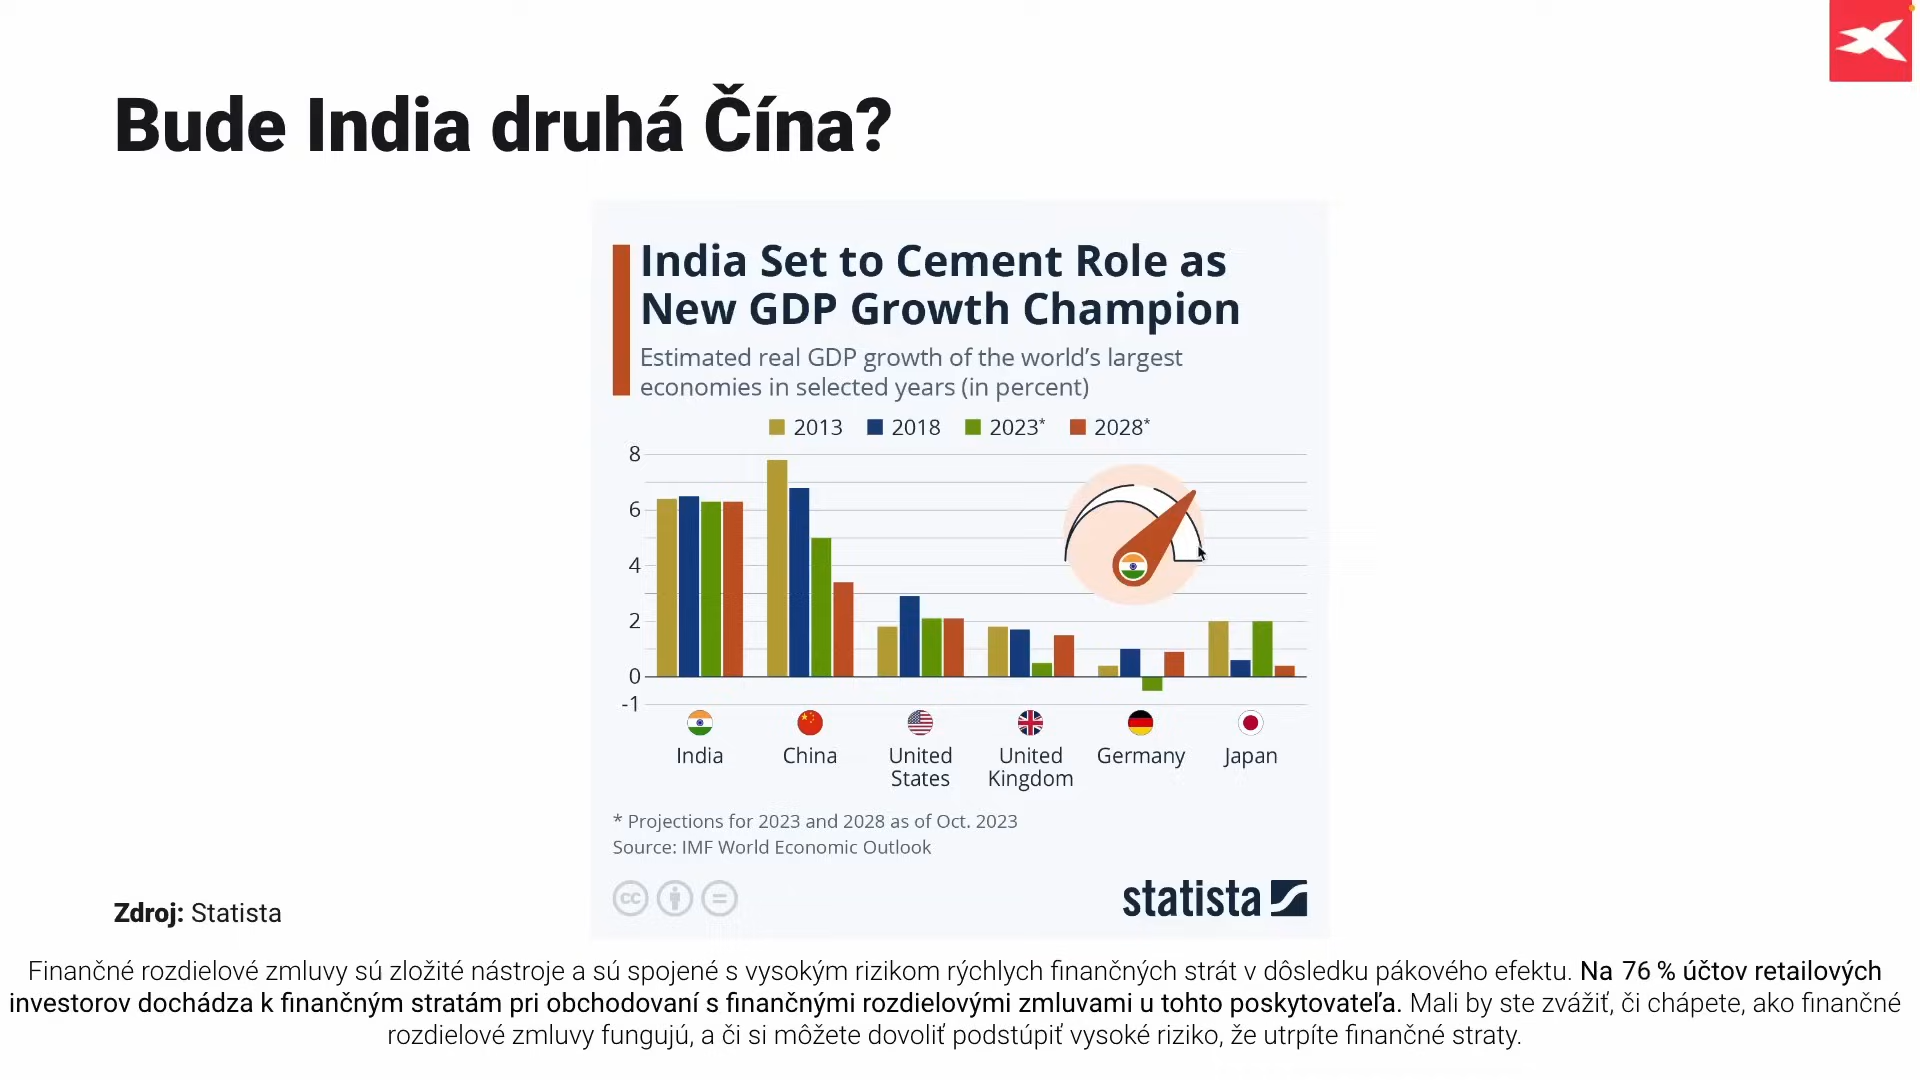 Bude India druhá Čína?
India Set to Cement Role as
New GDP Growth Champion
Estimated real GDP growth of the world's largest
economies in selected years (in percent)
2013 2018 2023* 2028*
8
6
4
2
0
-1
India China United States United Kingdom Germany Japan
* Projections for 2023 and 2028 as of Oct. 2023
Source: IMF World Economic Outlook
cc
statista
Zdroj: Statista
Finančné rozdielové zmluvy sú zložité nástroje a sú spojené s vysokým rizikom rýchlych finančných strát v dôsledku pákového efektu. Na 76 % účtov retailových
investorov dochádza k finančným stratám pri obchodovaní s finančnými rozdielovými zmluvami u tohto poskytovateľa. Mali by ste zvážiť, či chápete, ako finančné
rozdielové zmluvy fungujú, a či si môžete dovoliť podstúpiť vysoké riziko, že utrpíte finančné straty.